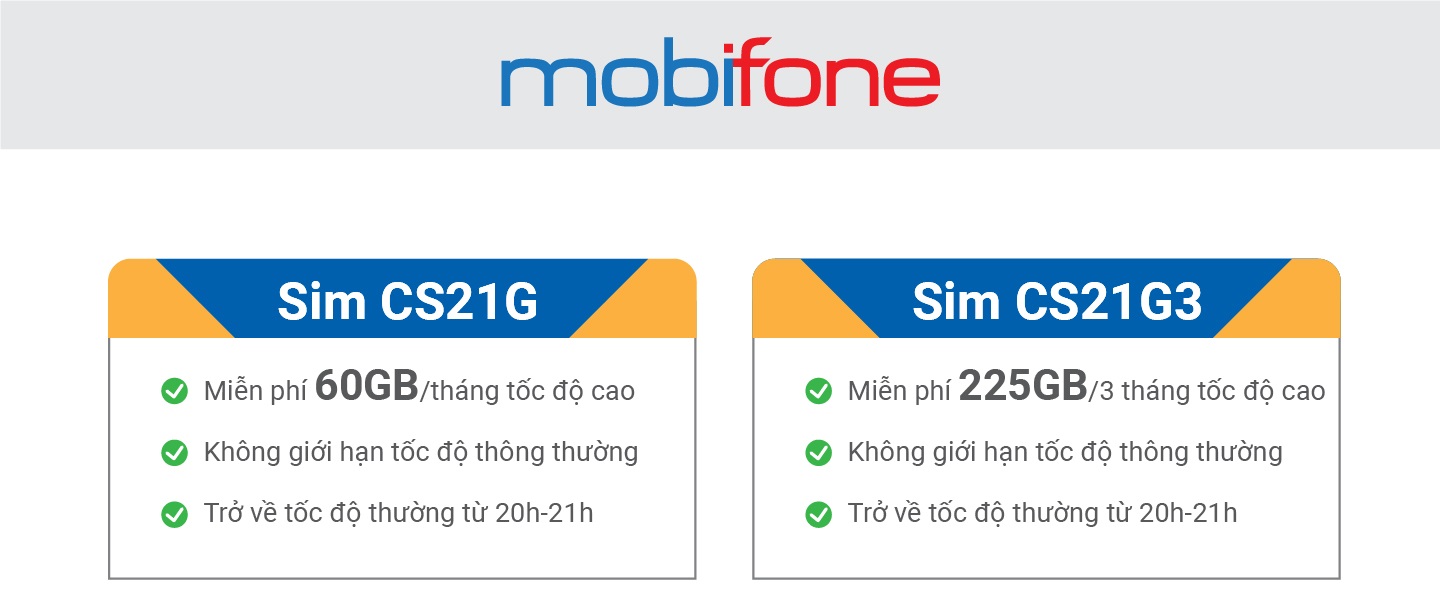 mobifone
Sim CS21G
Miễn phí 60GB/tháng tốc độ cao
Không giới hạn tốc độ thông thường
Trở về tốc độ thường từ 20h-21h
Sim CS21G3
Miễn phí 225GB/3 tháng tốc độ cao
Không giới hạn tốc độ thông thường
Trở về tốc độ thường từ 20h-21h